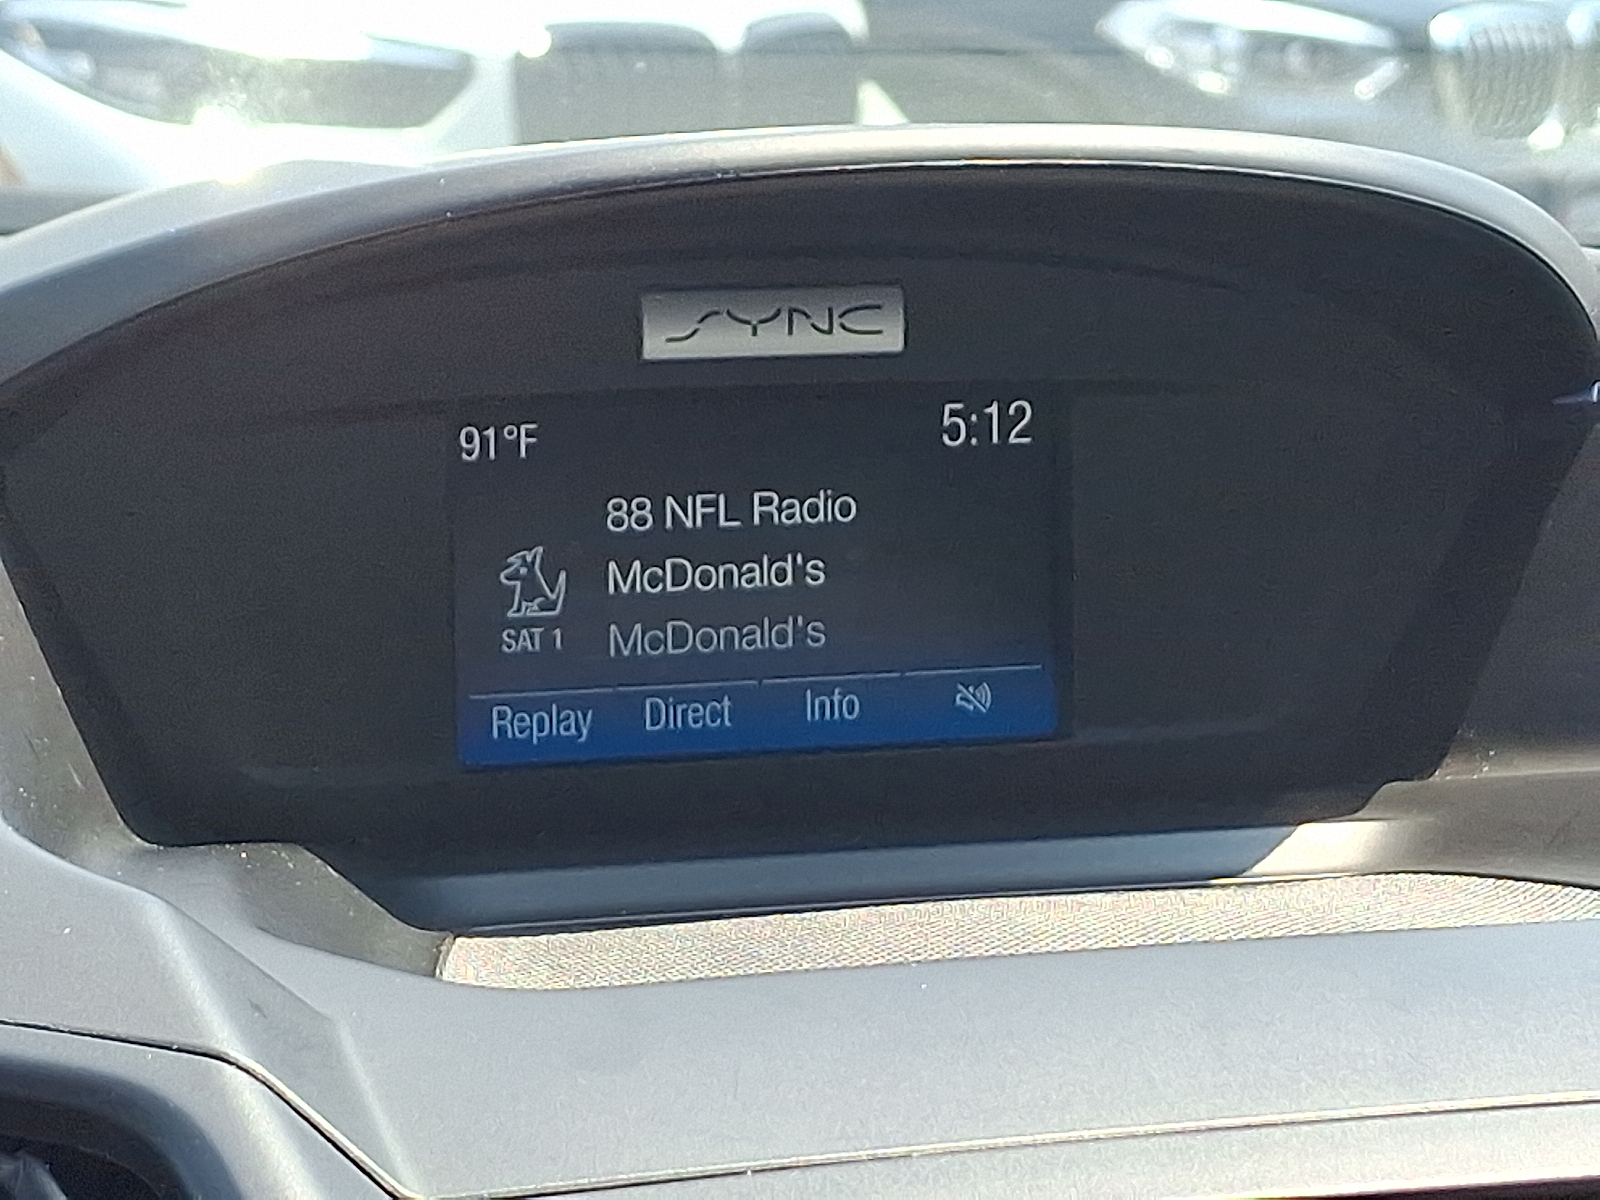 SYNC
91°F
5:12
88 NFL Radio
McDonald's
SAT 1
McDonald's
Replay
Direct
Info